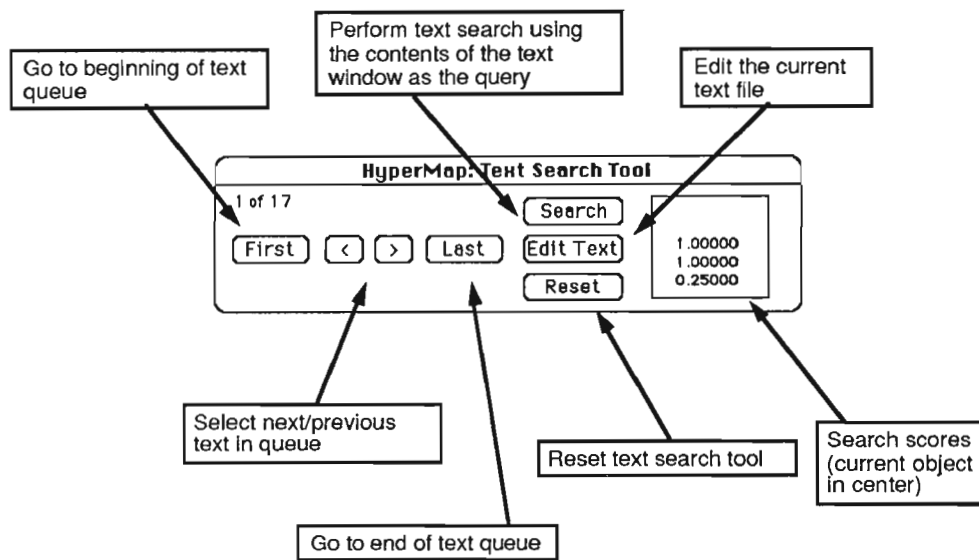 Perform text search using
the contents of the text
window as the query
Go to beginning of text
queue
Edit the current
text file
HyperMap: Text Search Tool
1 of 17
Search
First
<
>
Last
Edit Text
Reset
1.00000
1.00000
0.25000
Select next/previous
text in queue
Reset text search tool
Search scores
(current object
in center)
Go to end of text queue